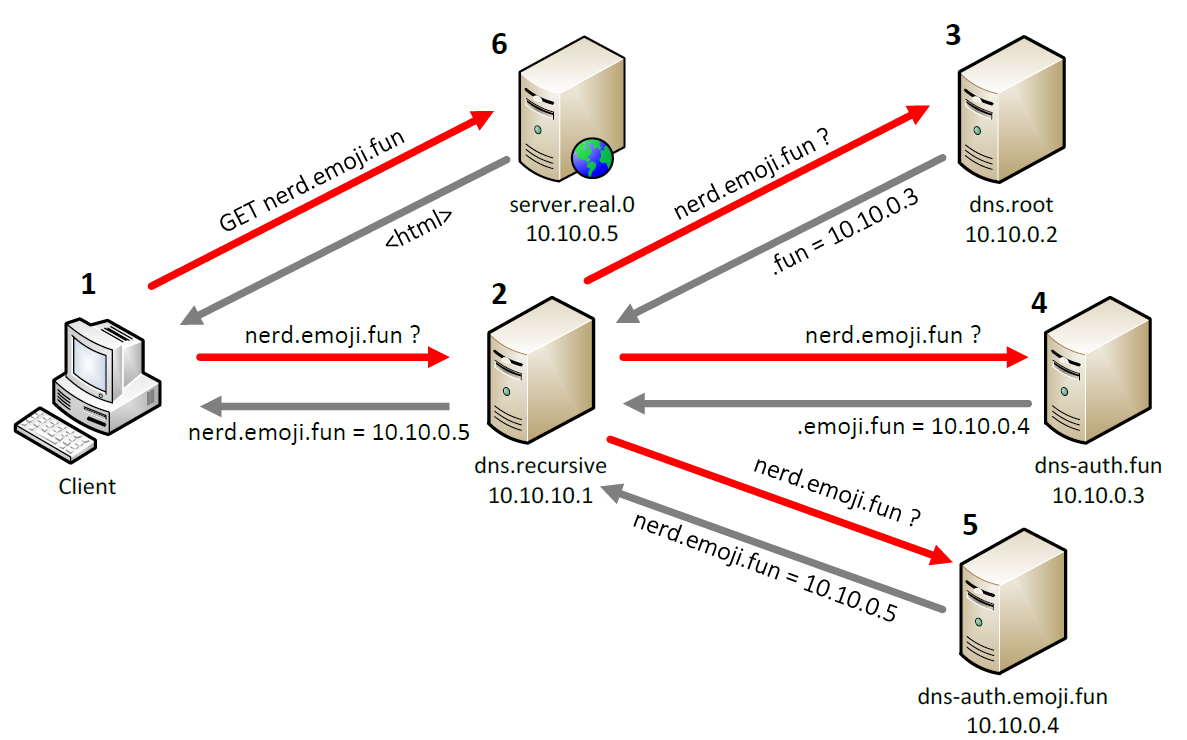 6
3
GET nerd.emoji.fun
nerd.emoji.fun ?
<html>
server.real.0
10.10.0.5
.fun = 10.10.0.3
dns.root
10.10.0.2
1
2
4
nerd.emoji.fun ?
nerd.emoji.fun ?
nerd.emoji.fun = 10.10.0.5
.emoji.fun = 10.10.0.4
Client
dns.recursive
10.10.10.1
dns-auth.fun
10.10.0.3
nerd.emoji.fun ?
nerd.emoji.fun = 10.10.0.5
5
dns-auth.emoji.fun
10.10.0.4